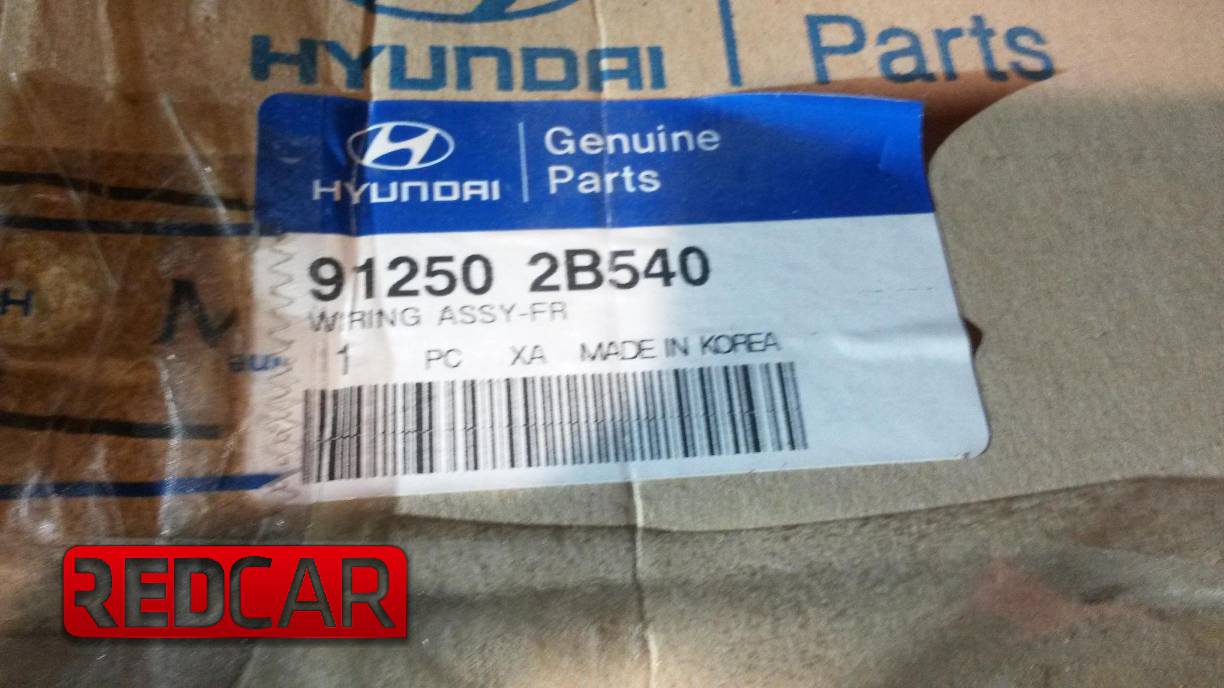 HYUNDAI | Parts
HYUNDAI | Genuine Parts
91250 2B540
WIRING ASSY-FR
1 PC XA MADE IN KOREA
REDCAR